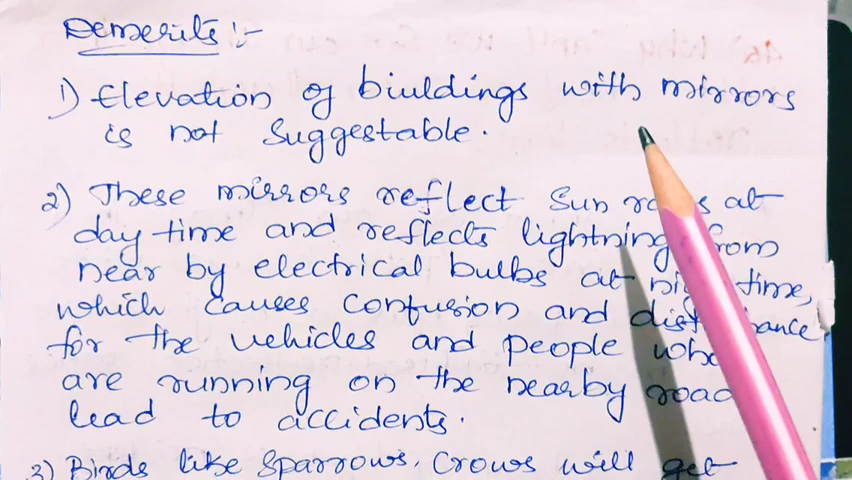 Demerits :-
1) Elevation of biuldings with mirrors
is not suggestable.
2) These mirrors reflect Sun rays at
day time and reflects lightning from
near by electrical bulbs at time,
which causes confusion and disturbance
for the vehicles and people who
are running on the nearby road
lead to accidents.
3) Birds like sparrows, crows will get